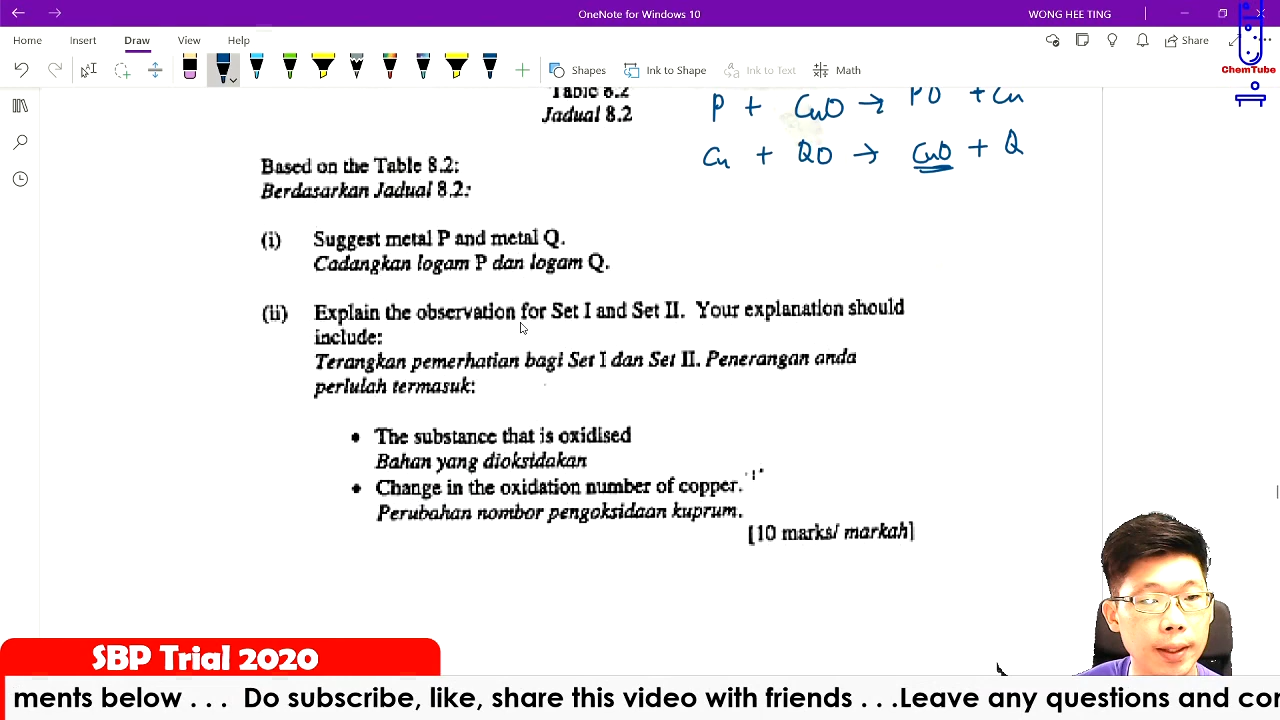 OneNote for Windows 10
WONG HEE TING
Home Insert Draw View Help
Share
Shapes Ink to Shape Ink to Text Math
ChemTube
Table 8.2
Jadual 8.2
P + CuO → PO + Cu
Cu + QO → CuO + Q
Based on the Table 8.2:
Berdasarkan Jadual 8.2:
(i) Suggest metal P and metal Q.
Cadangkan logam P dan logam Q.
(ii) Explain the observation for Set I and Set II. Your explanation should
include:
Terangkan pemerhatian bagi Set I dan Set II. Penerangan anda
perlulah termasuk:
• The substance that is oxidised
Bahan yang dioksidakan
• Change in the oxidation number of copper.
Perubahan nombor pengoksidaan kuprum.
[10 marks/ markah]
SBP Trial 2020
ments below . . . Do subscribe, like, share this video with friends . . .Leave any questions and co